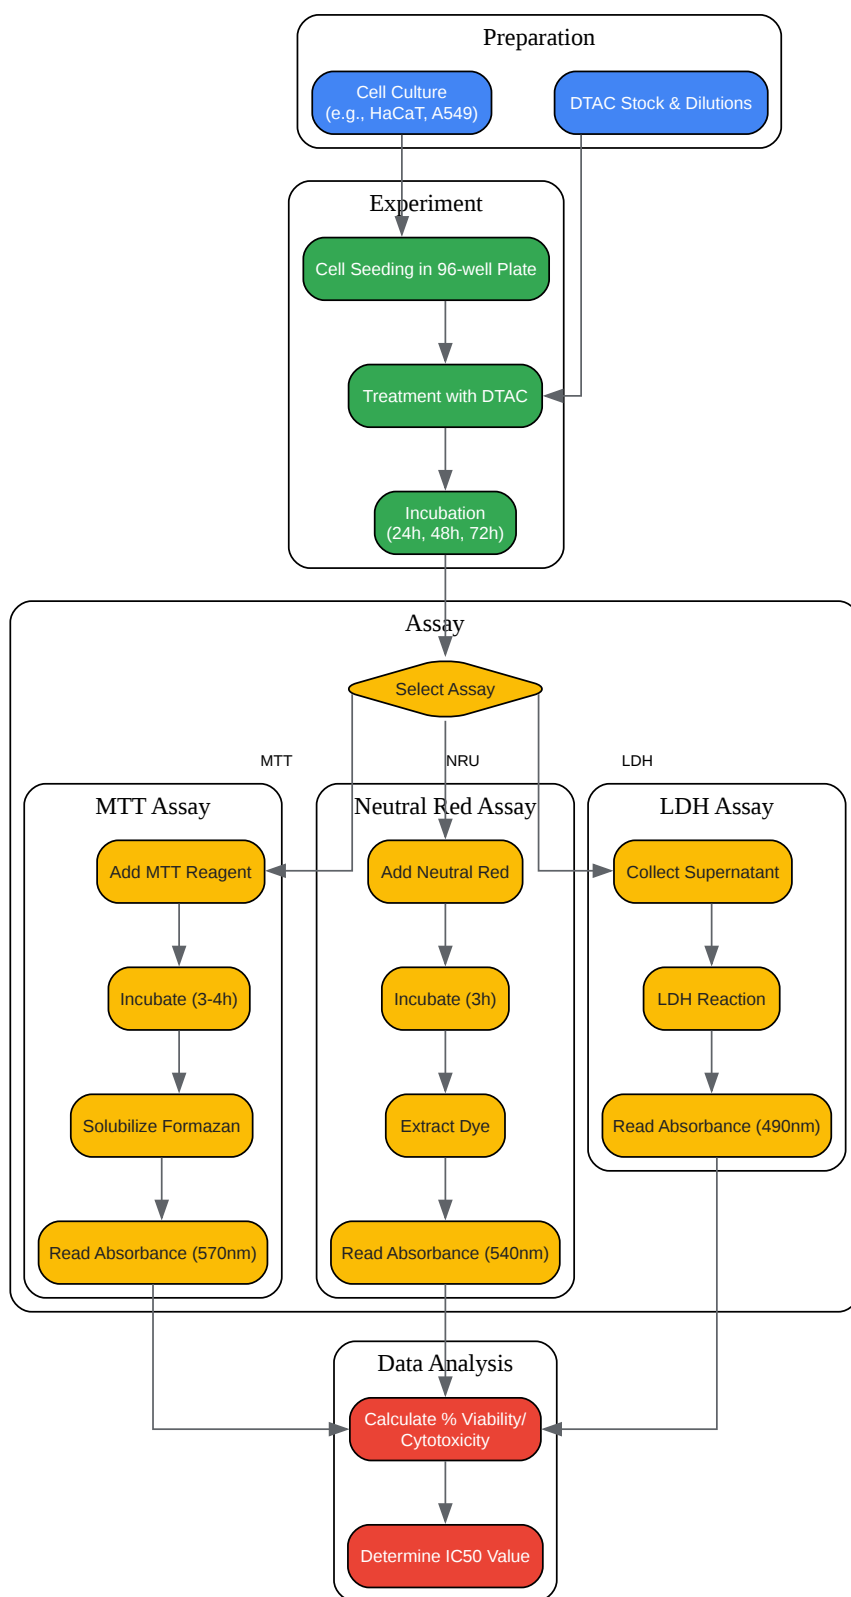 Preparation
Cell Culture
(e.g., HaCaT, A549)
DTAC Stock & Dilutions
Experiment
Cell Seeding in 96-well Plate
Treatment with DTAC
Incubation
(24h, 48h, 72h)
Assay
Select Assay
MTT
NRU
LDH
MTT Assay
Neutral Red Assay
LDH Assay
Add MTT Reagent
Add Neutral Red
Collect Supernatant
Incubate (3-4h)
Incubate (3h)
LDH Reaction
Solubilize Formazan
Extract Dye
Read Absorbance (490nm)
Read Absorbance (570nm)
Read Absorbance (540nm)
Data Analysis
Calculate % Viability/
Cytotoxicity
Determine IC50 Value